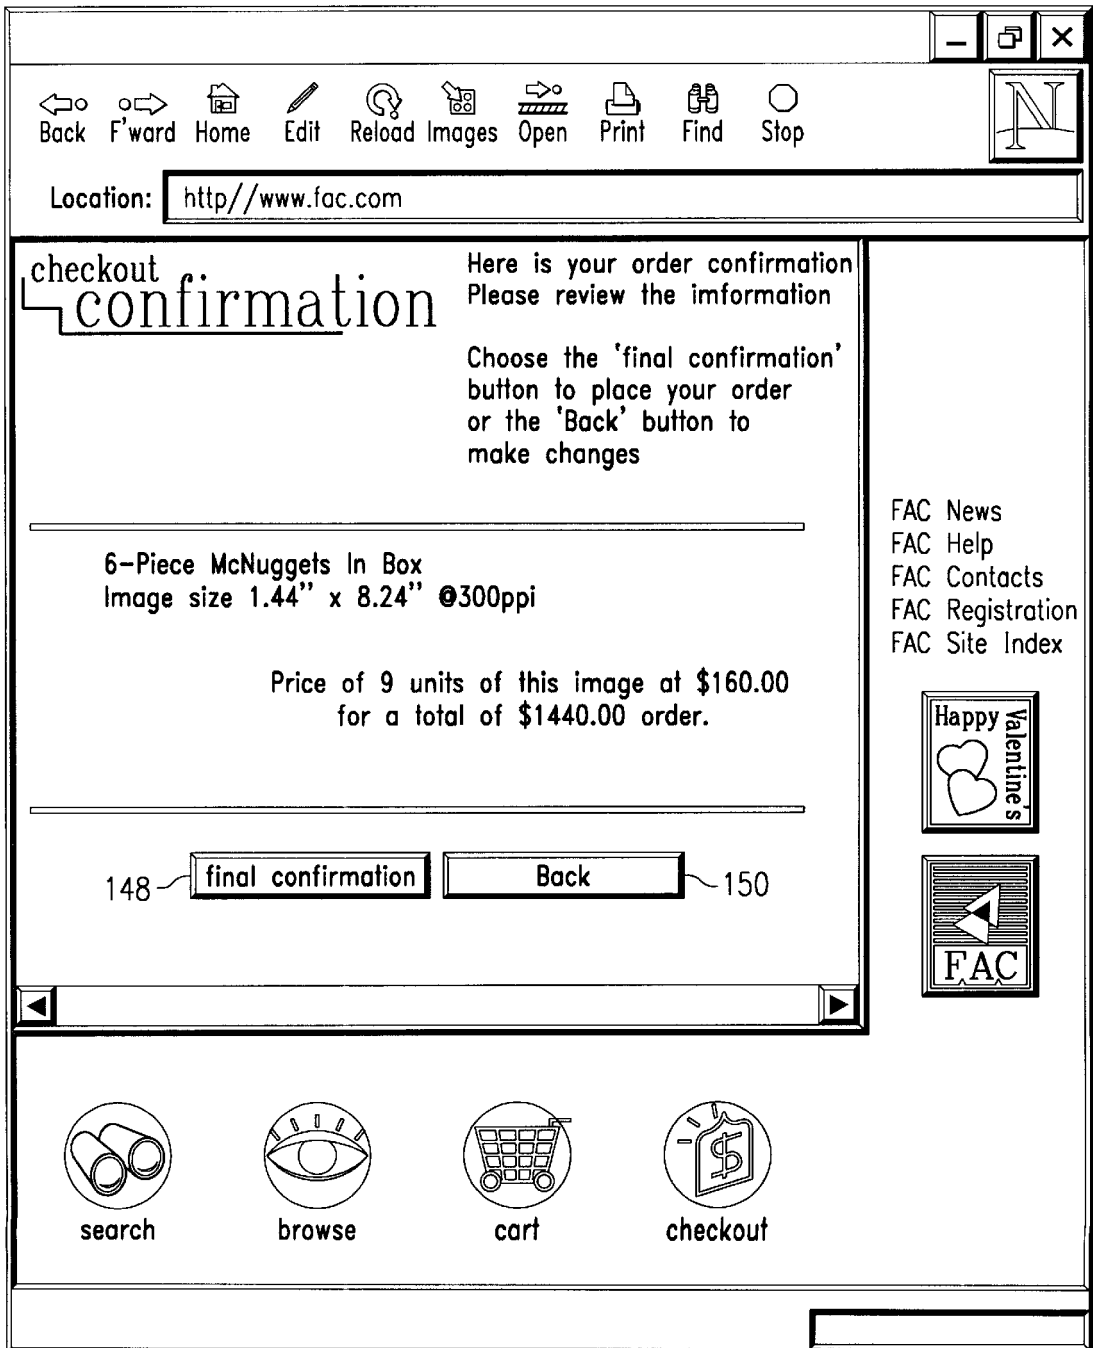 Back F'ward Home Edit Reload Images Open Print Find Stop
N
Location: http//www.fac.com
checkout
confirmation
Here is your order confirmation
Please review the imformation
Choose the 'final confirmation'
button to place your order
or the 'Back' button to
make changes
6-Piece McNuggets In Box
Image size 1.44" x 8.24" @300ppi
Price of 9 units of this image at $160.00
for a total of $1440.00 order.
148 final confirmation Back 150
FAC News
FAC Help
FAC Contacts
FAC Registration
FAC Site Index
Happy
Valentine's
FAC
search browse cart checkout